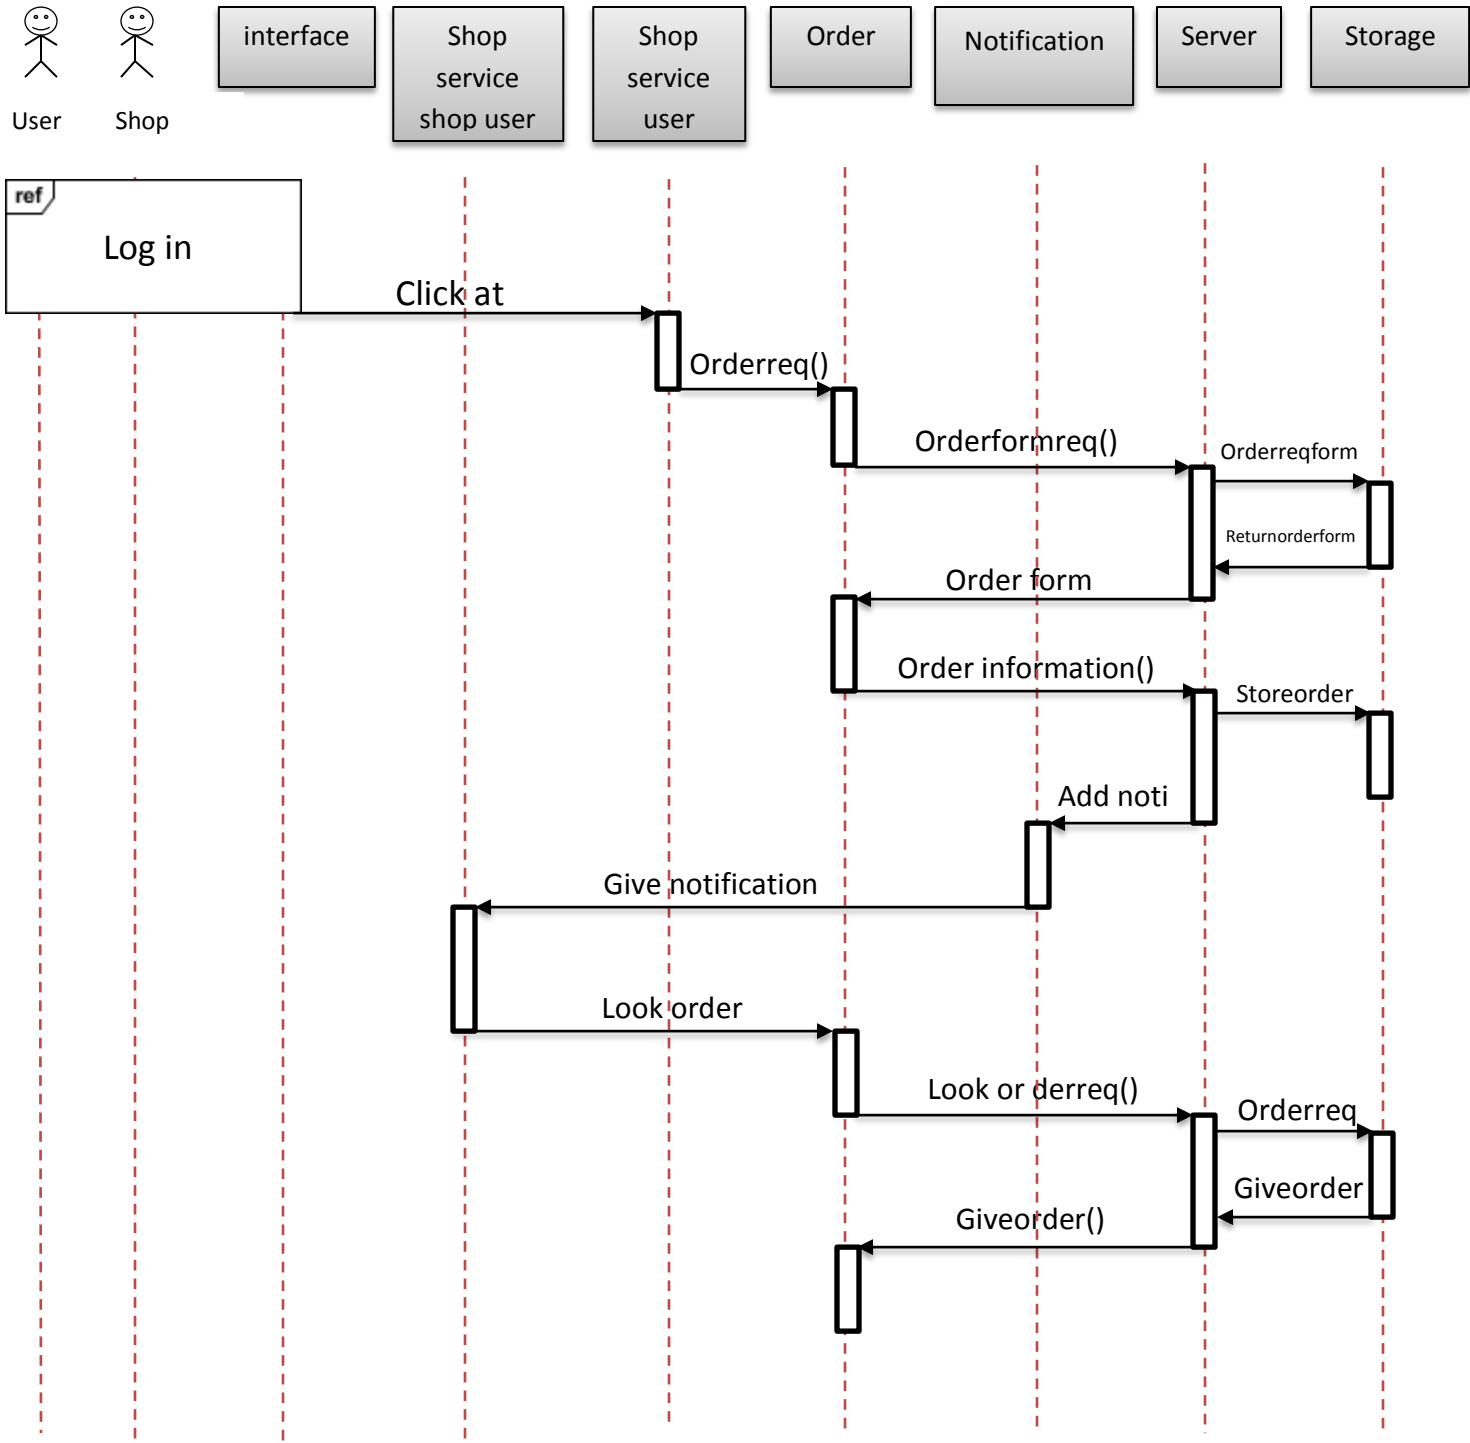 User
Shop
interface
Shop
service
shop user
Shop
service
user
Order
Notification
Server
Storage
ref
Log in
Click at
Orderreq()
Orderformreq()
Orderreqform
Returnorderform
Order form
Order information()
Storeorder
Add noti
Give notification
Look order
Look or derreq()
Orderreq
Giveorder
Giveorder()